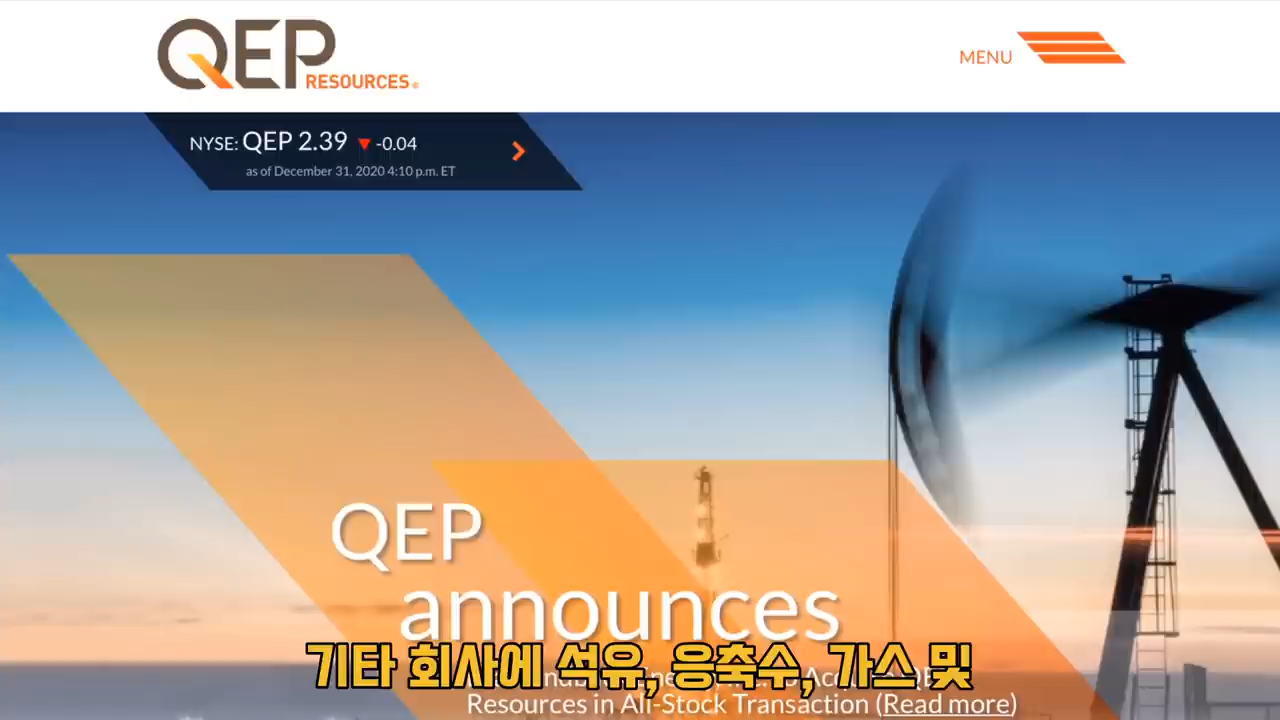 QEP
RESOURCES
MENU
NYSE: QEP 2.39 ▼ -0.04
as of December 31, 2020 4:10 p.m. ET
QEP
announces
기타 회사에 석유, 응축수, 가스 및
Resources in All-Stock Transaction (Read more)